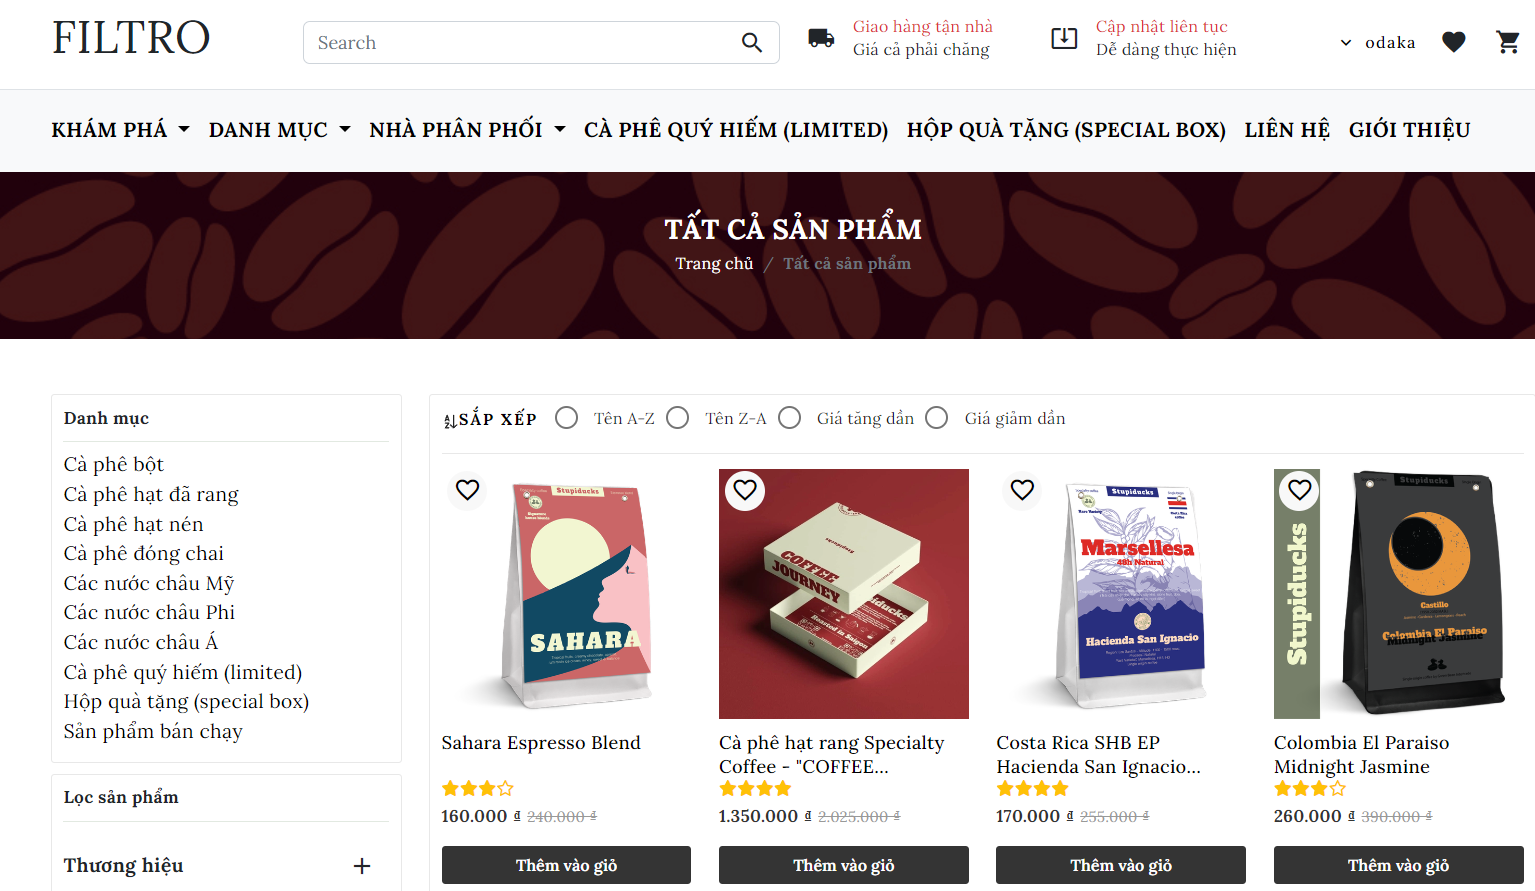 FILTRO
Search
Giao hàng tận nhà
Giá cả phải chăng
Cập nhật liên tục
Dễ dàng thực hiện
odaka
KHÁM PHÁ
DANH MỤC
NHÀ PHÂN PHỐI
CÀ PHÊ QUÝ HIẾM (LIMITED)
HỘP QUÀ TẶNG (SPECIAL BOX)
LIÊN HỆ
GIỚI THIỆU
TẤT CẢ SẢN PHẨM
Trang chủ / Tất cả sản phẩm
Danh mục
Cà phê bột
Cà phê hạt đã rang
Cà phê hạt nén
Cà phê đóng chai
Các nước châu Mỹ
Các nước châu Phi
Các nước châu Á
Cà phê quý hiếm (limited)
Hộp quà tặng (special box)
Sản phẩm bán chạy
Lọc sản phẩm
Thương hiệu
SẮP XẾP
Tên A-Z
Tên Z-A
Giá tăng dần
Giá giảm dần
Stupiducks
SAHARA
Sahara Espresso Blend
160.000 ₫ 240.000 ₫
Thêm vào giỏ
Stupiducks
COFFEE
JOURNEY
Stupiducks
Roasted in Saigon
Cà phê hạt rang Specialty
Coffee - "COFFEE...
1.350.000 ₫ 2.025.000 ₫
Thêm vào giỏ
Stupiducks
Marsellesa
48h Natural
Hacienda San Ignacio
Costa Rica SHB EP
Hacienda San Ignacio...
170.000 ₫ 255.000 ₫
Thêm vào giỏ
Stupiducks
Stupiducks
Castillo
Colombia El Paraiso
Midnight Jasmine
Colombia El Paraiso
Midnight Jasmine
260.000 ₫ 390.000 ₫
Thêm vào giỏ